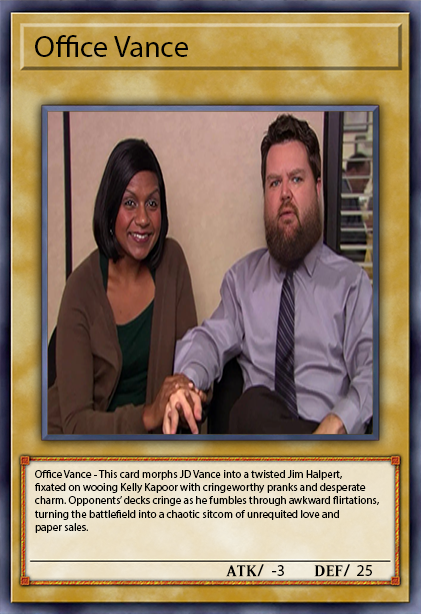 Office Vance
Office Vance - This card morphs JD Vance into a twisted Jim Halpert,
fixated on wooing Kelly Kapoor with cringeworthy pranks and desperate
charm. Opponents' decks cringe as he fumbles through awkward flirtations,
turning the battlefield into a chaotic sitcom of unrequited love and
paper sales.
ATK/ -3 DEF/ 25